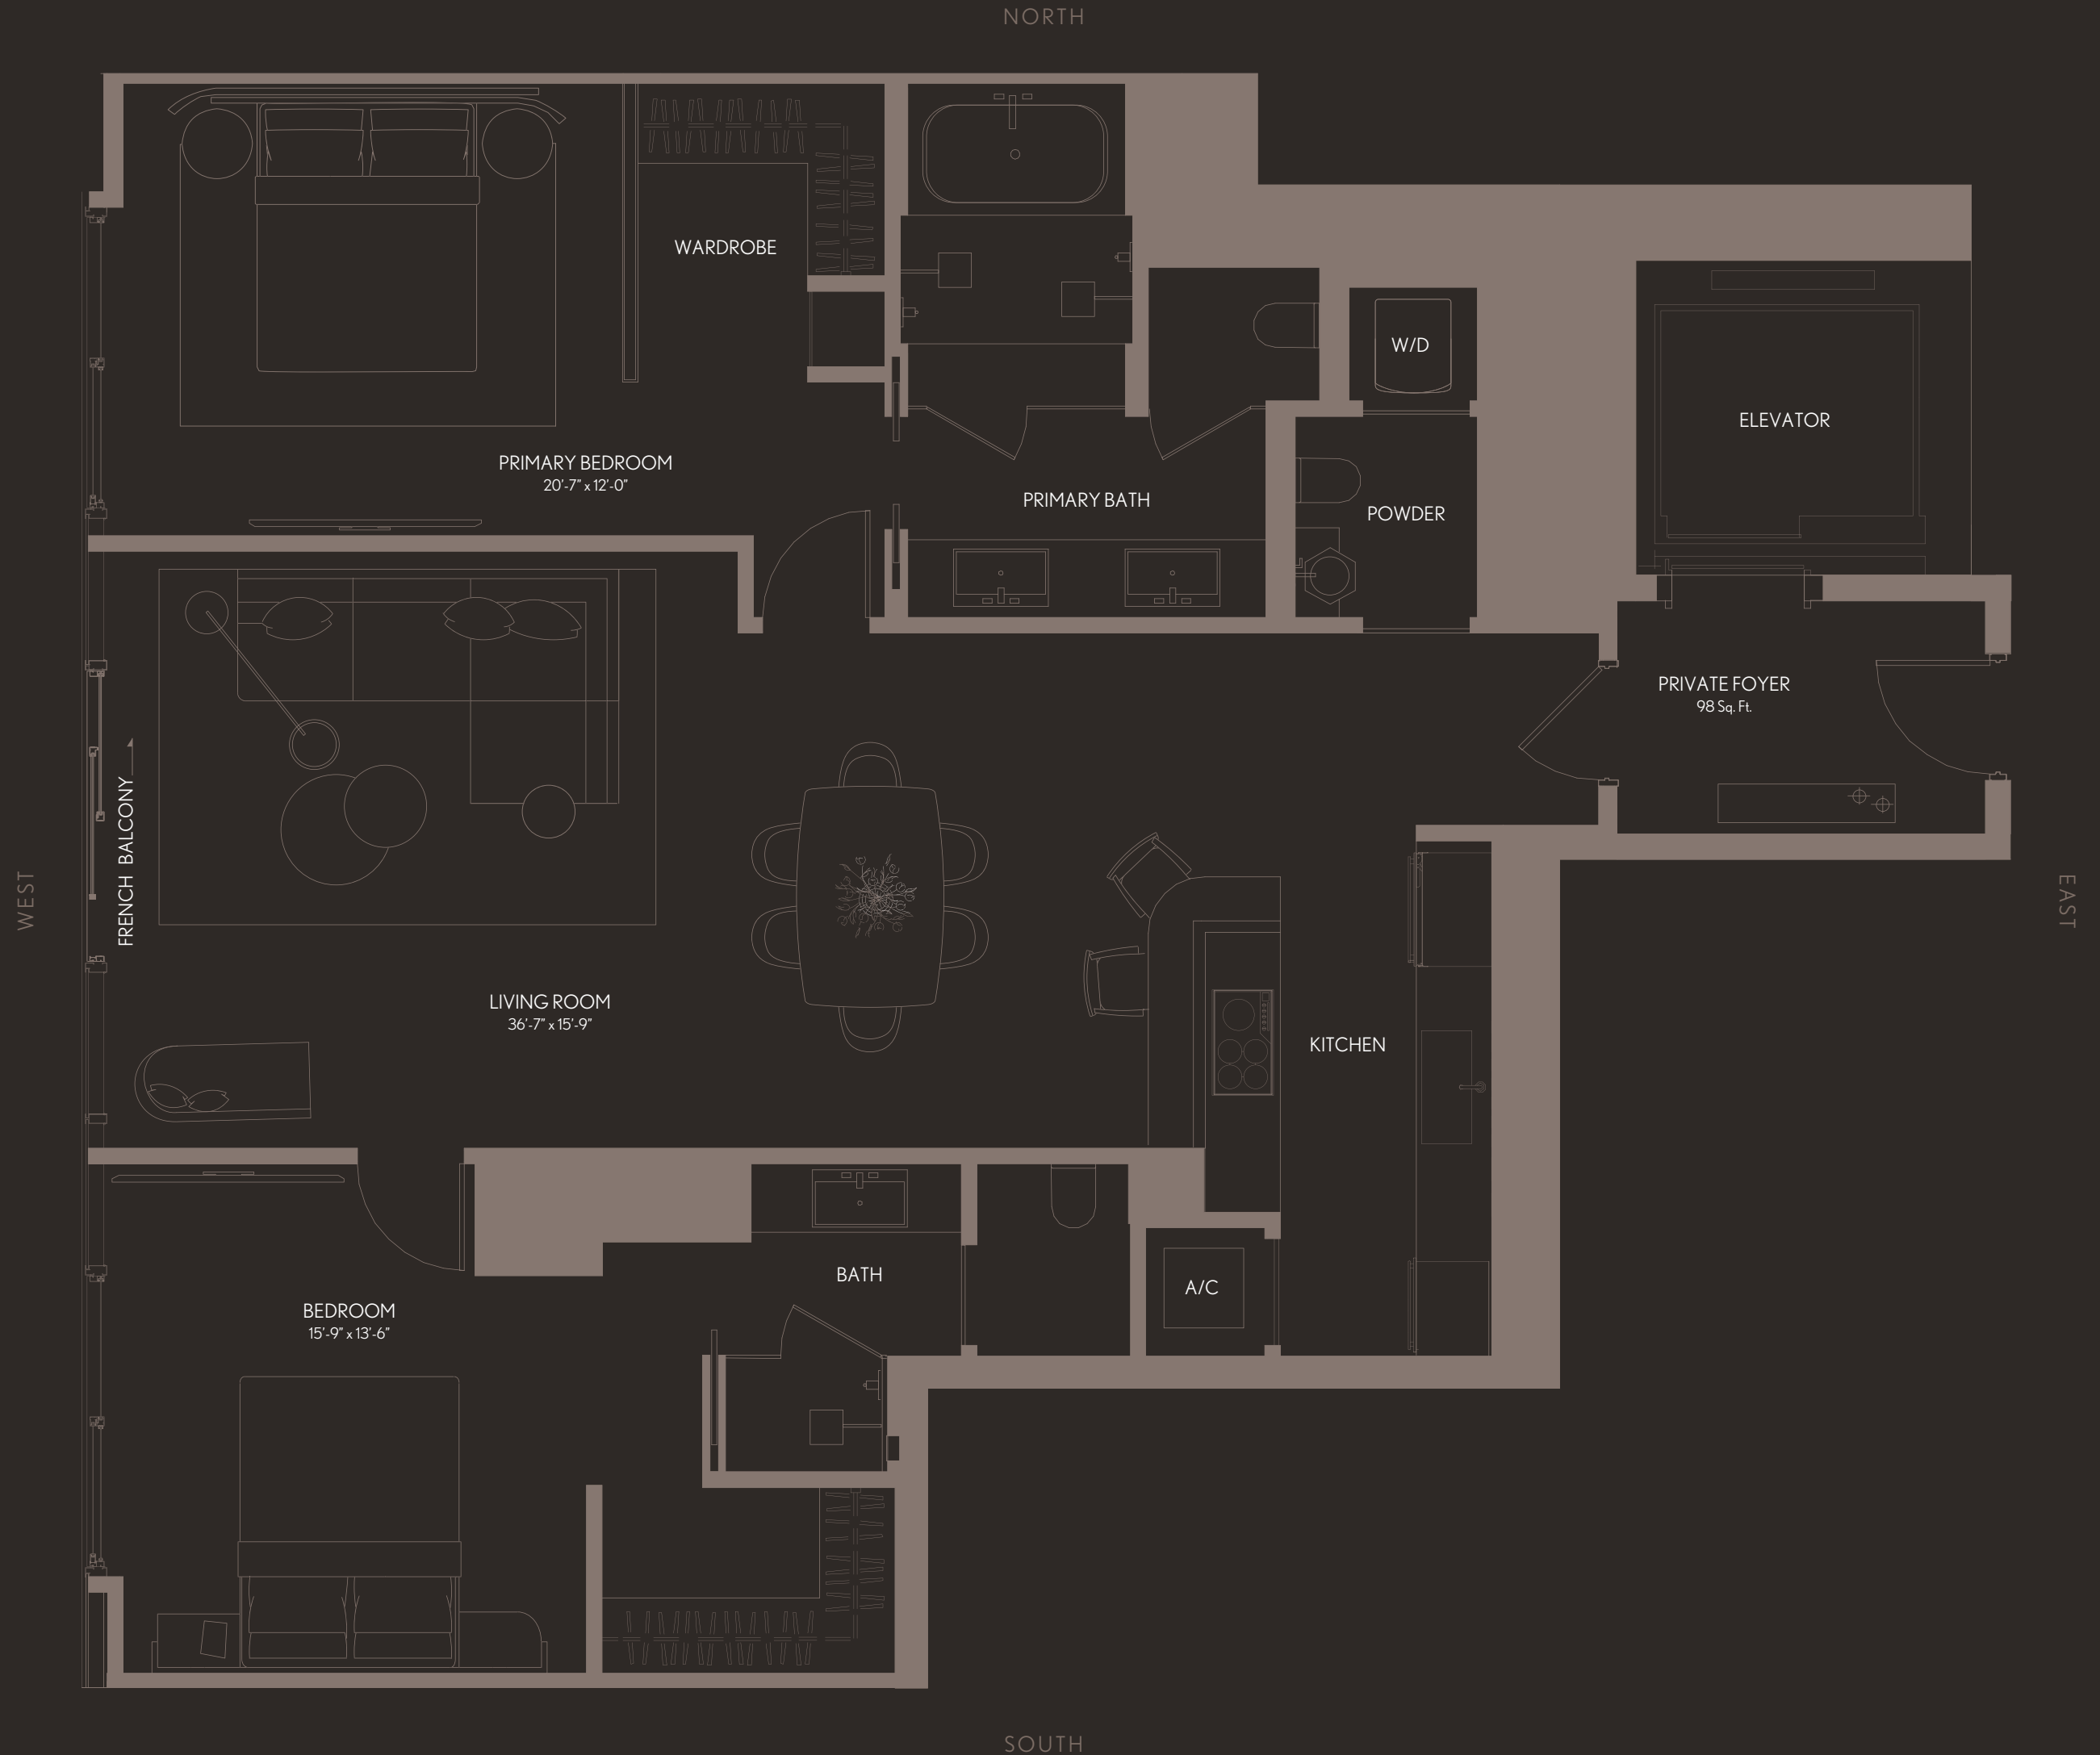 NORTH
WARDROBE
W/D
ELEVATOR
PRIMARY BEDROOM
20'-7" x 12'-0"
PRIMARY BATH
POWDER
PRIVATE FOYER
98 Sq. Ft.
FRENCH BALCONY
WEST
EAST
LIVING ROOM
36'-7" x 15'-9"
KITCHEN
BATH
A/C
BEDROOM
15'-9" x 13'-6"
SOUTH